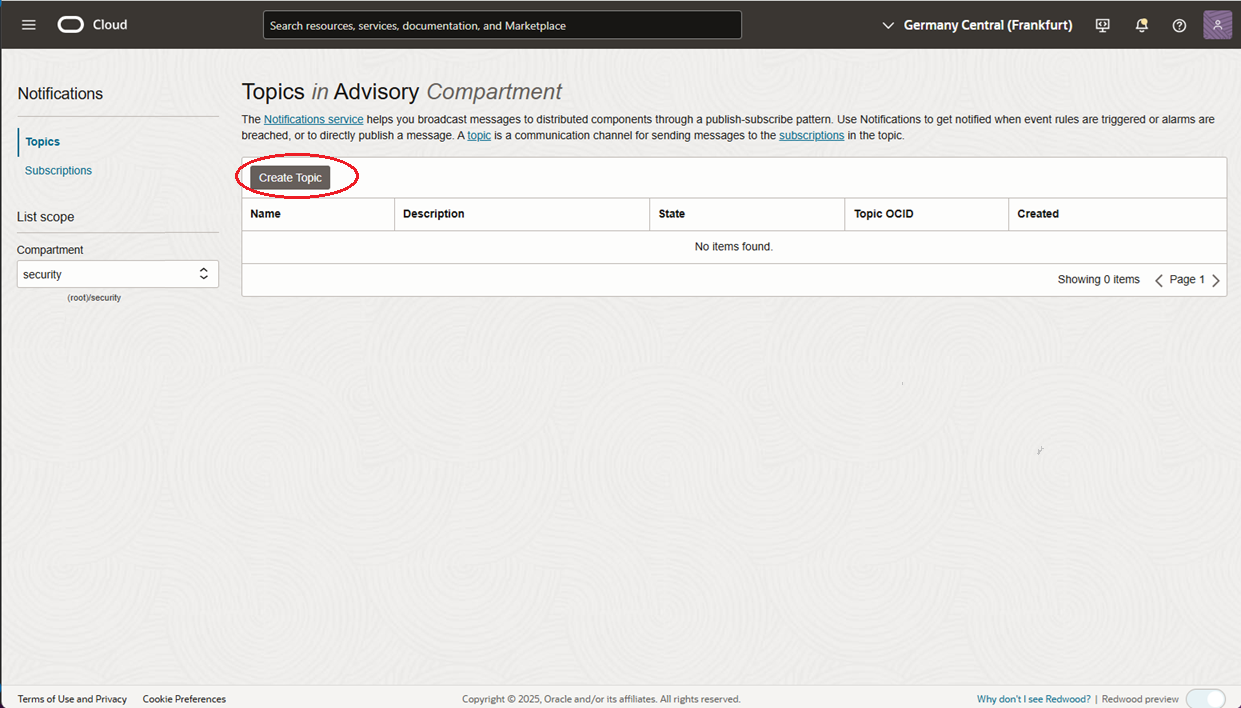 Cloud
Search resources, services, documentation, and Marketplace
Germany Central (Frankfurt)
Notifications
Topics
Subscriptions
List scope
Compartment
security
(root)/security
Topics in Advisory Compartment
The Notifications service helps you broadcast messages to distributed components through a publish-subscribe pattern. Use Notifications to get notified when event rules are triggered or alarms are
breached, or to directly publish a message. A topic is a communication channel for sending messages to the subscriptions in the topic.
Create Topic
Name Description State Topic OCID Created
No items found.
Showing 0 items Page 1
Terms of Use and Privacy Cookie Preferences Copyright © 2025, Oracle and/or its affiliates. All rights reserved. Why don't I see Redwood? | Redwood preview